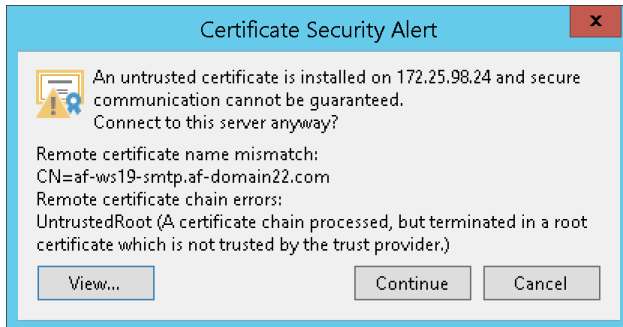 Certificate Security Alert
x
An untrusted certificate is installed on 172.25.98.24 and secure
communication cannot be guaranteed.
Connect to this server anyway?
Remote certificate name mismatch:
CN=af-ws19-smtp.af-domain22.com
Remote certificate chain errors:
UntrustedRoot (A certificate chain processed, but terminated in a root
certificate which is not trusted by the trust provider.)
View... Continue Cancel